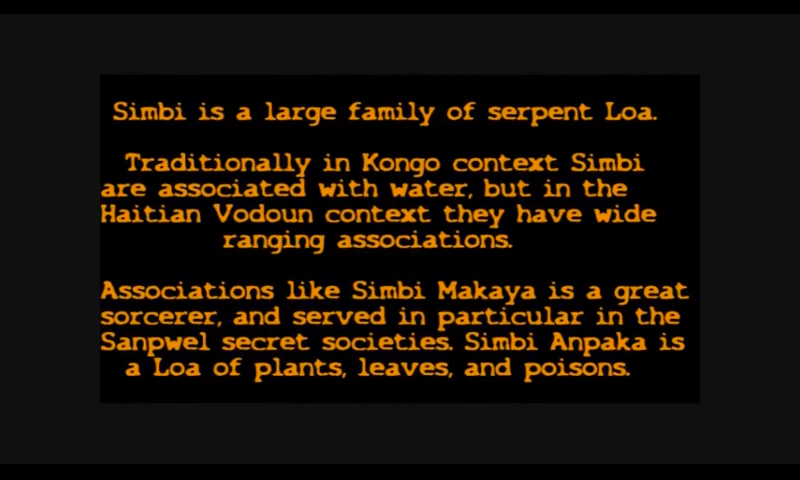 Simbi is a large family of serpent Loa.
Traditionally in Kongo context Simbi
are associated with water, but in the
Haitian Vodoun context they have wide
ranging associations.
Associations like Simbi Makaya is a great
sorcerer, and served in particular in the
Sanpwel secret societies. Simbi Anpaka is
a Loa of plants, leaves, and poisons.